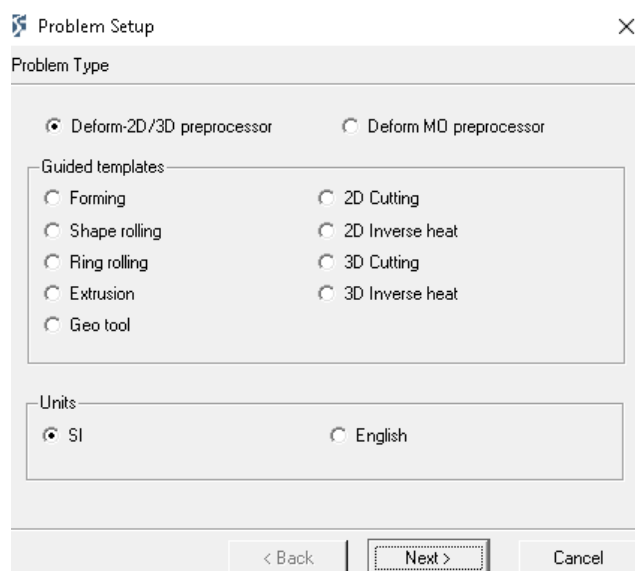 Problem Setup
Problem Type
Deform-2D/3D preprocessor
Deform MO preprocessor
Guided templates
Forming
2D Cutting
Shape rolling
2D Inverse heat
Ring rolling
3D Cutting
Extrusion
3D Inverse heat
Geo tool
Units
SI
English
< Back
Next >
Cancel